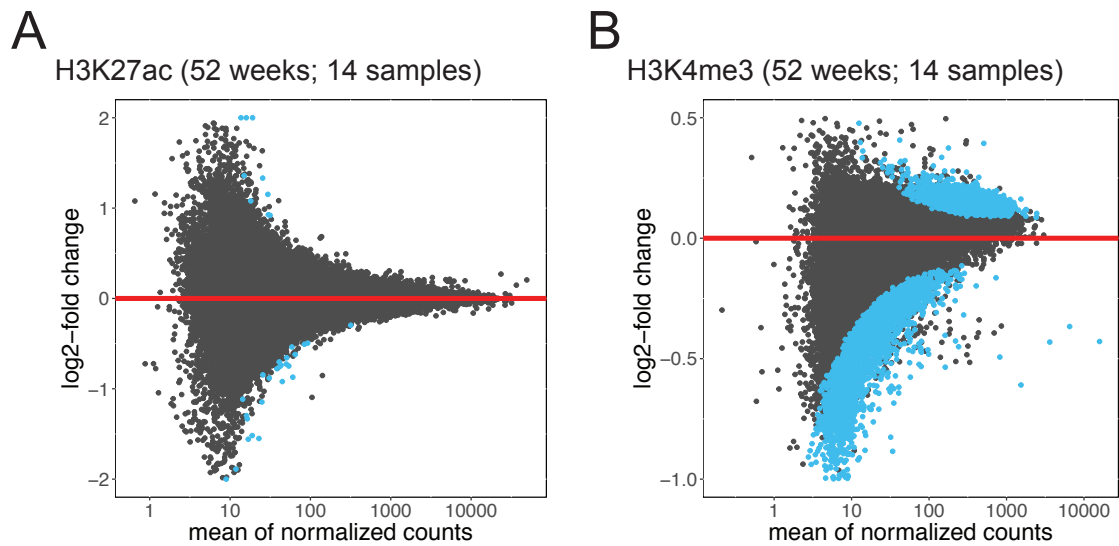 A
H3K27ac (52 weeks; 14 samples)
log2−fold change
2
1
0
−1
−2
1
10
100
1000
10000
mean of normalized counts
B
H3K4me3 (52 weeks; 14 samples)
log2−fold change
0.5
0.0
−0.5
−1.0
1
10
100
1000
10000
mean of normalized counts